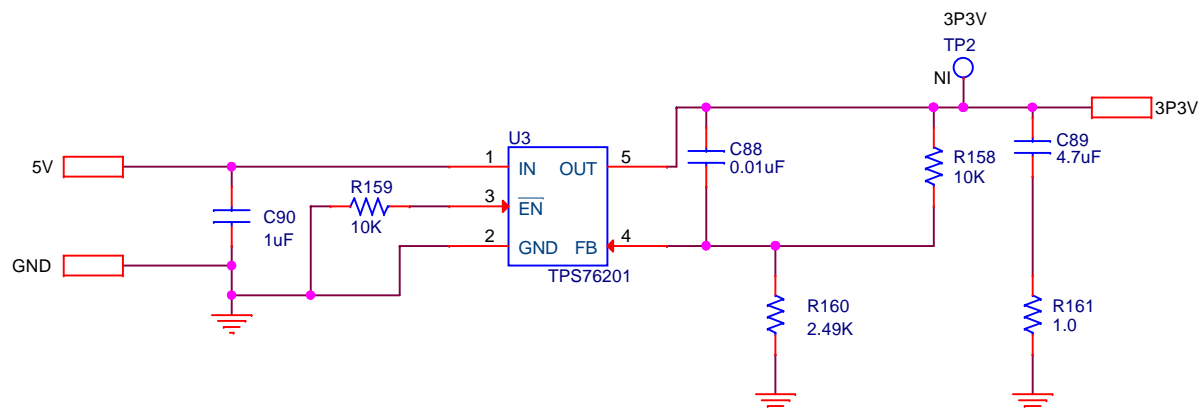 3P3V
TP2
NI
3P3V
U3
5V
1
IN
OUT
5
C88
0.01uF
R158
10K
C89
4.7uF
R159
10K
3
EN
C90
1uF
2
GND
FB
4
GND
TPS76201
R160
2.49K
R161
1.0